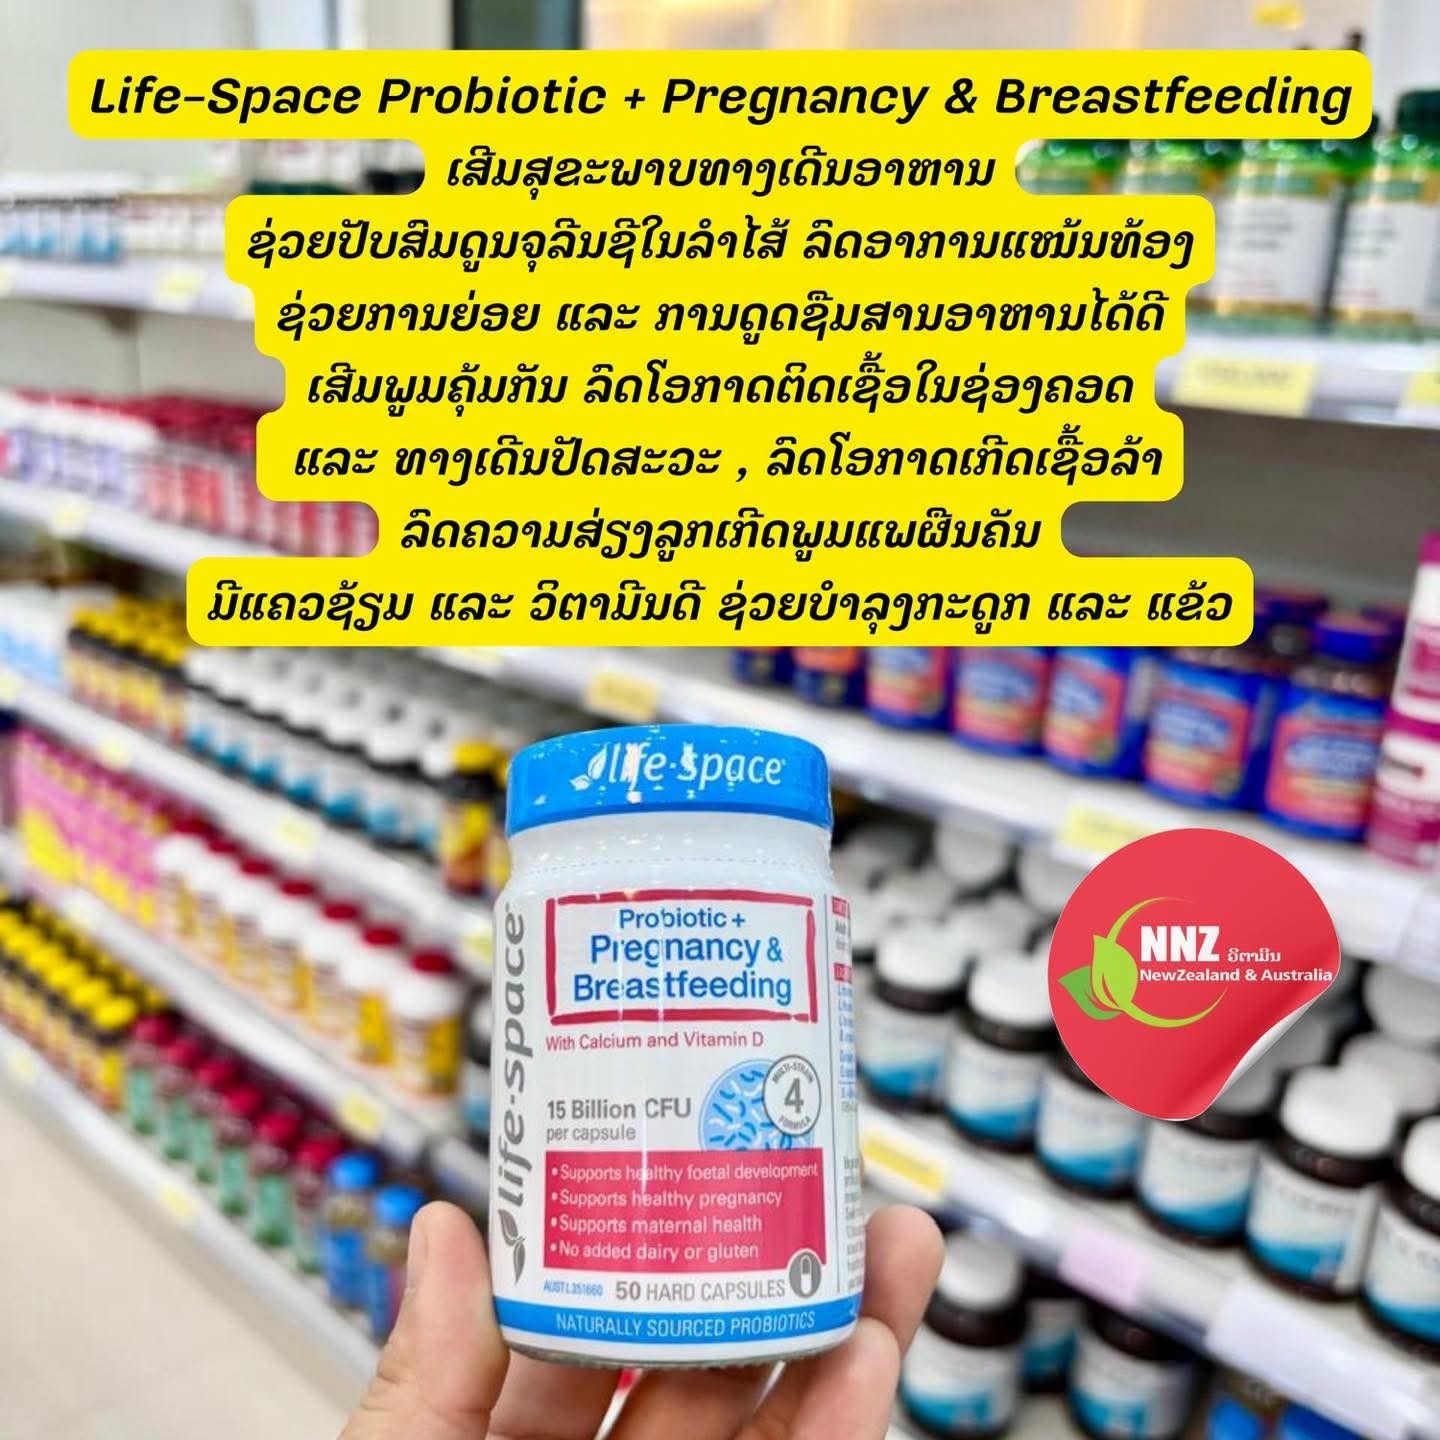 Life-Space Probiotic + Pregnancy & Breastfeeding
ເສີມສຸຂະພາບທາງເດີນອາຫານ
ຊ່ວຍປັບສົມດູນຈຸລີນຊີໃນລຳໄສ້ ລົດອາການແໜ້ນທ້ອງ
ຊ່ວຍການຍ່ອຍ ແລະ ການດູດຊືມສານອາຫານໄດ້ດີ
ເສີມພູມຄຸ້ມກັນ ລົດໂອກາດຕິດເຊື້ອໃນຊ່ອງຄອດ
ແລະ ທາງເດີນປັດສະວະ , ລົດໂອກາດເກີດເຊື້ອລ້າ
ລົດຄວາມສ່ຽງລູກເກີດພູມແພຜືນຄັນ
ມີແຄວຊ້ຽມ ແລະ ວິຕາມີນດີ ຊ່ວຍບຳລຸງກະດູກ ແລະ ແຂ້ວ
life-space
life-space
Probiotic +
Pregnancy &
Breastfeeding
With Calcium and Vitamin D
15 Billion CFU
per capsule
MULTI-STRAIN
4
FORMULA
• Supports healthy foetal development
• Supports healthy pregnancy
• Supports maternal health
• No added dairy or gluten
AUST L 351660
50 HARD CAPSULES
NATURALLY SOURCED PROBIOTICS
NNZ ວິຕາມິນ
NewZealand & Australia